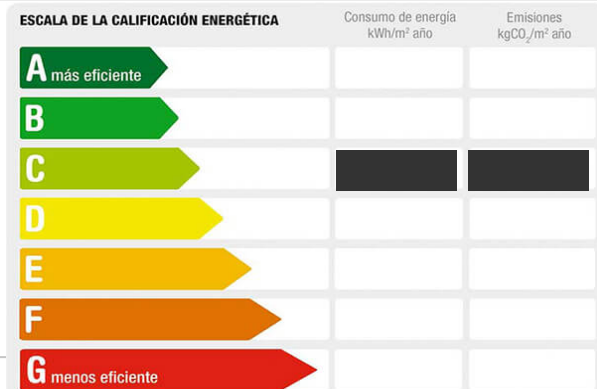 ESCALA DE LA CALIFICACIÓN ENERGÉTICA
Consumo de energía
kWh/m² año
Emisiones
kgCO₂/m² año
A más eficiente
B
C
D
E
F
G menos eficiente